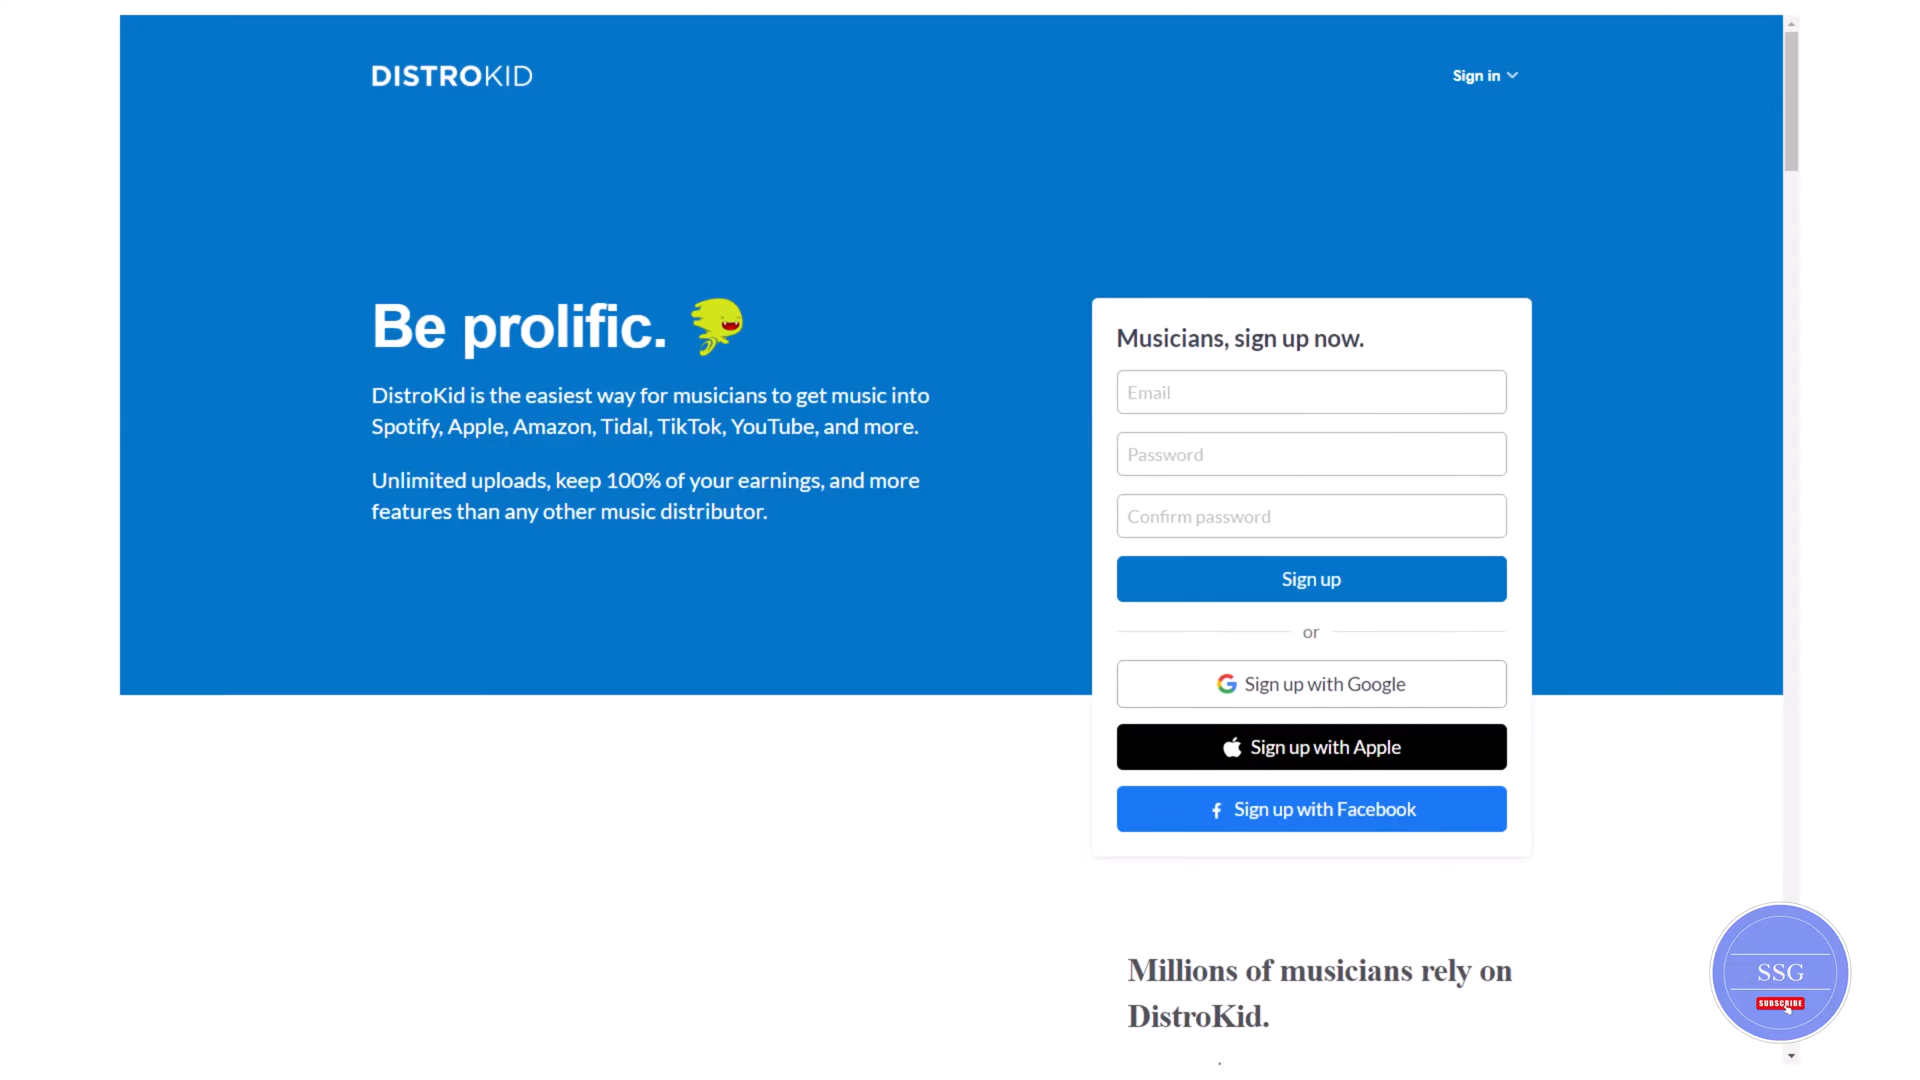 DISTROKID
Sign in
Be prolific.
DistroKid is the easiest way for musicians to get music into
Spotify, Apple, Amazon, Tidal, TikTok, YouTube, and more.
Unlimited uploads, keep 100% of your earnings, and more
features than any other music distributor.
Musicians, sign up now.
Email
Password
Confirm password
Sign up
or
Sign up with Google
Sign up with Apple
Sign up with Facebook
Millions of musicians rely on
DistroKid.
SSG
SUBSCRIBE